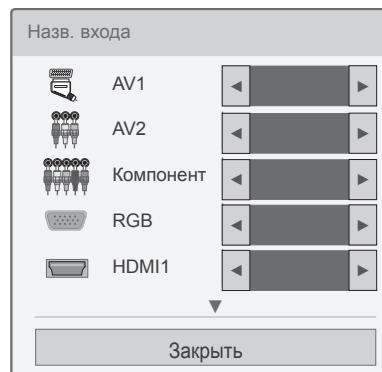 Назв. входа
AV1
AV2
Компонент
RGB
HDMI1
Закрыть